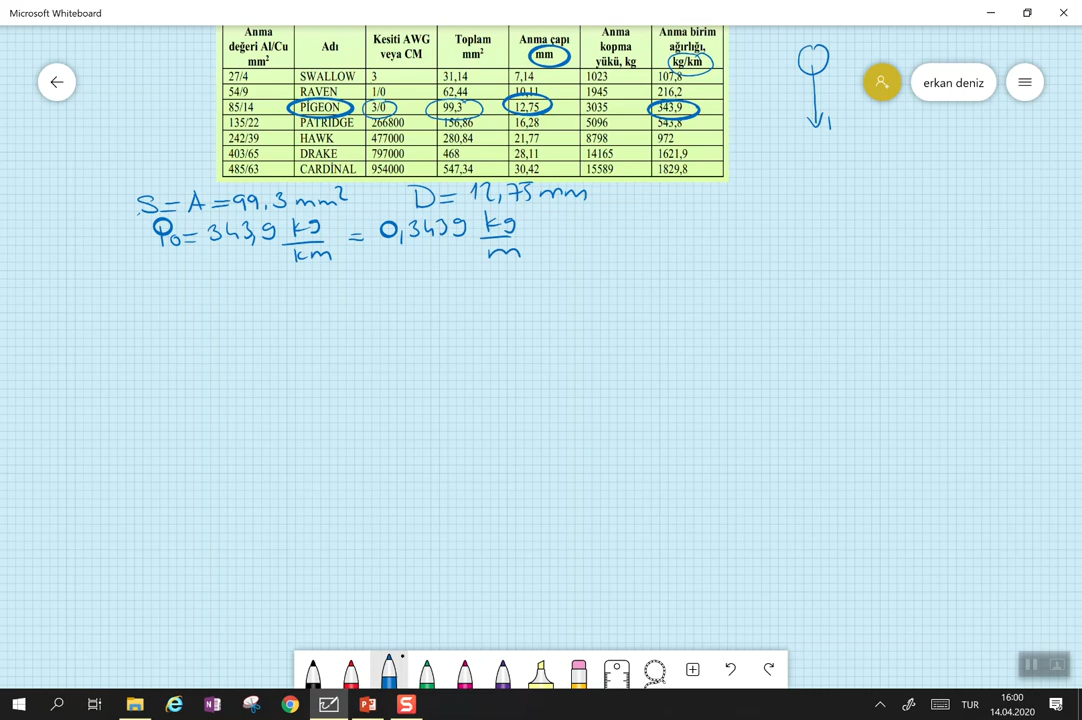 Microsoft Whiteboard
Anma değeri Al/Cu mm² Adı Kesiti AWG veya CM Toplam mm² Anma çapı mm Anma kopma yükü, kg Anma birim ağırlığı, kg/km
27/4 SWALLOW 3 31,14 7,14 1023 107,8
54/9 RAVEN 1/0 62,44 10,11 1945 216,2
85/14 PİGEON 3/0 99,3 12,75 3035 343,9
135/22 PATRİDGE 266800 156,86 16,28 5096 543,8
242/39 HAWK 477000 280,84 21,77 8798 972
403/65 DRAKE 797000 468 28,11 14165 1621,9
485/63 CARDİNAL 954000 547,34 30,42 15589 1829,8
erkan deniz
S = A = 99,3 mm² D = 12,75 mm
P₀ = 343,9 kg/km = 0,3439 kg/m
TUR
16:00
14.04.2020